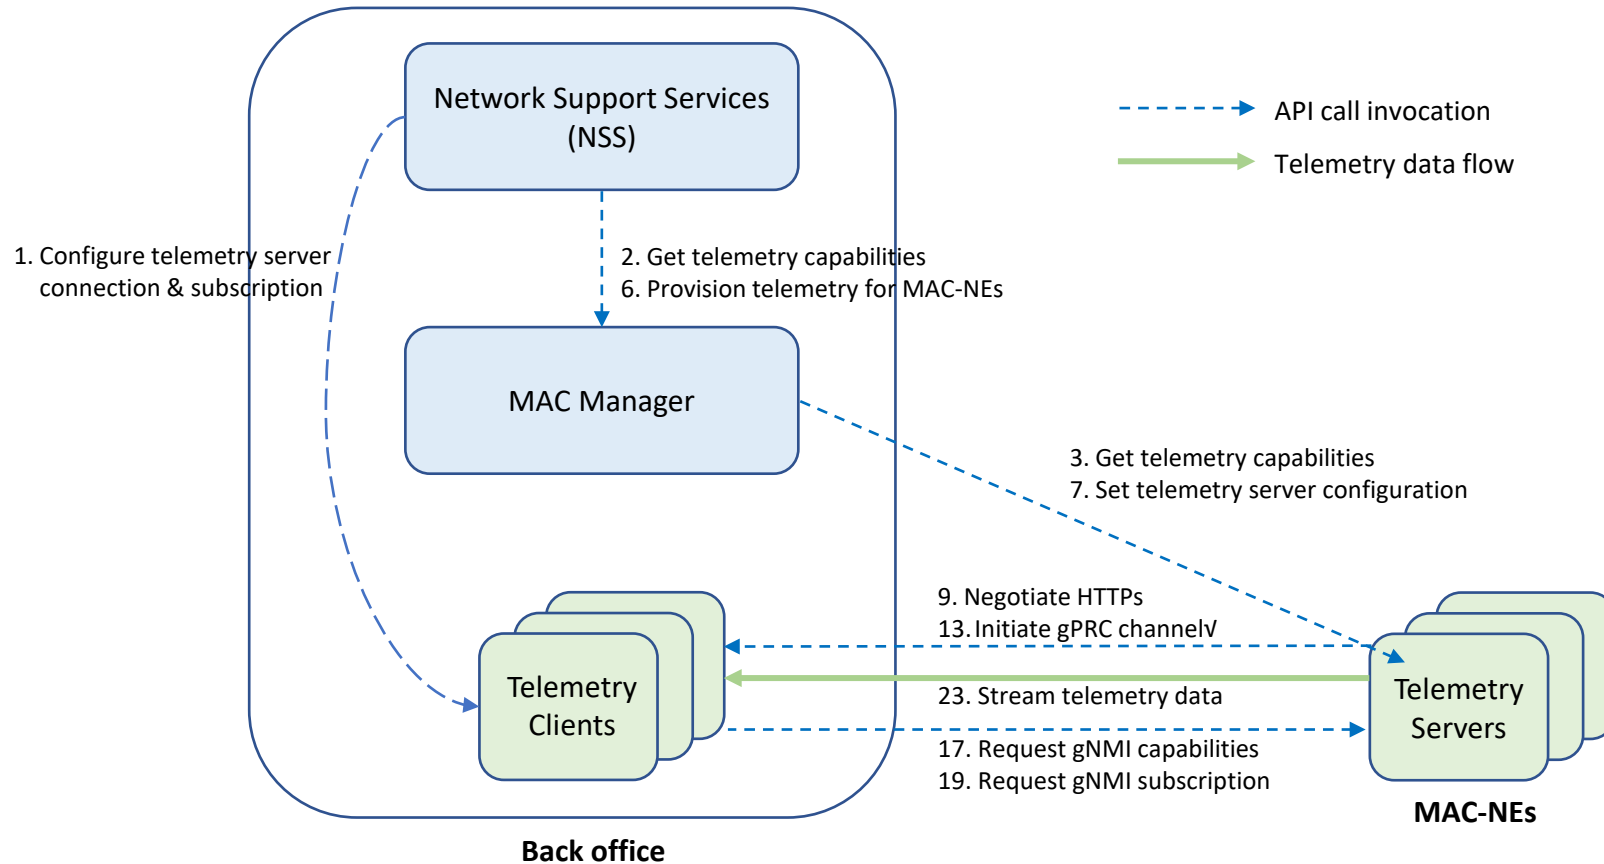 Network Support Services
(NSS)
API call invocation
Telemetry data flow
1. Configure telemetry server
connection & subscription
2. Get telemetry capabilities
6. Provision telemetry for MAC-NEs
MAC Manager
3. Get telemetry capabilities
7. Set telemetry server configuration
9. Negotiate HTTPs
13. Initiate gPRC channel√
Telemetry
Clients
23. Stream telemetry data
Telemetry
Servers
17. Request gNMI capabilities
19. Request gNMI subscription
MAC-NEs
Back office